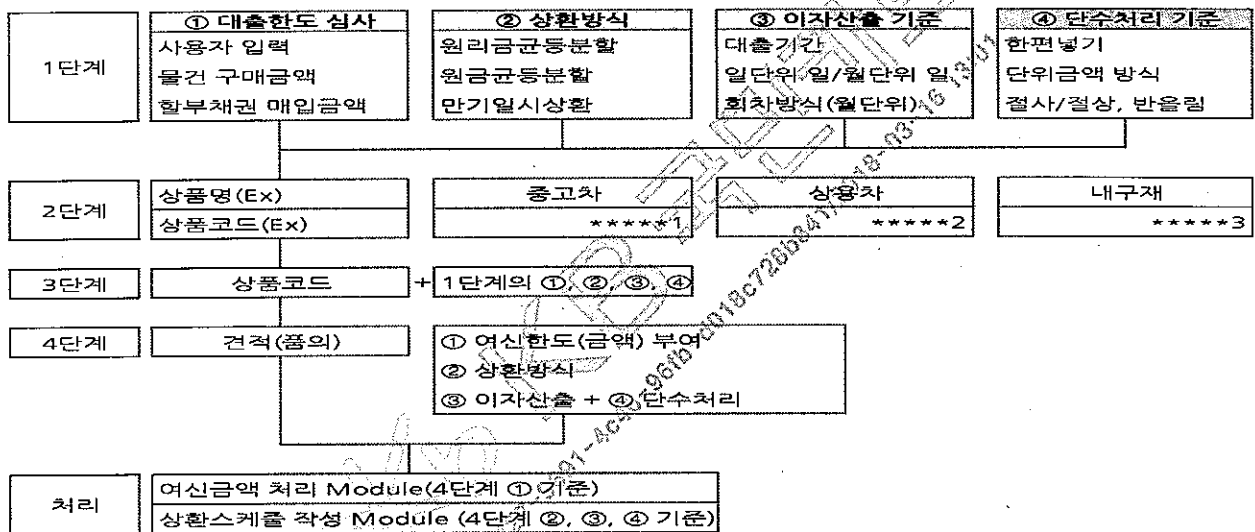 1단계
① 대출한도 심사
사용자 입력
물건 구매금액
할부채권 매입금액
② 상환방식
원리금균등분할
원금균등분할
만기일시상환
③ 이자산출 기준
대출기간
일단위 일/월단위 일
회차방식(월단위)
④ 단수처리 기준
한편넣기
단위금액 방식
절사/절상, 반올림
2단계
상품명(Ex) 중고차 상용차 내구재
상품코드(Ex) *****1 *****2 *****3
3단계 상품코드 + 1단계의 ①, ②, ③, ④
4단계 견적(품의)
① 여신한도(금액) 부여
② 상환방식
③ 이자산출 + ④ 단수처리
처리
여신금액 처리 Module(4단계 ① 기준)
상환스케줄 작성 Module (4단계 ②, ③, ④ 기준)